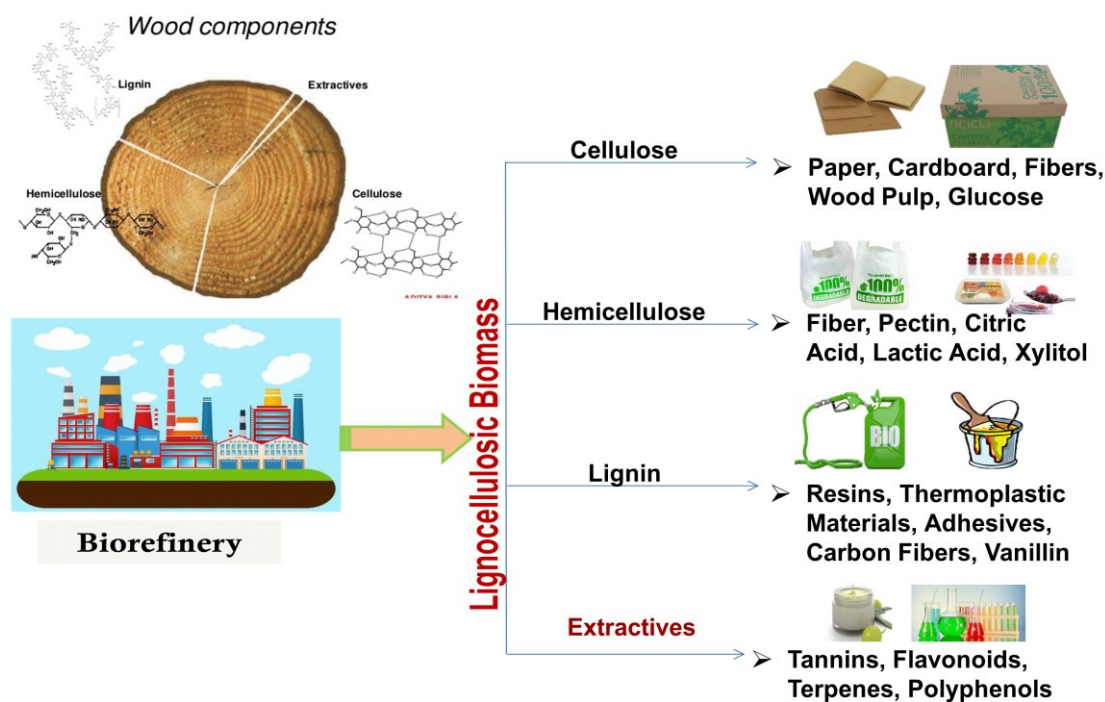 Wood components
Lignin
Extractives
Hemicellulose
Cellulose
Biorefinery
Lignocellulosic Biomass
Cellulose
Paper, Cardboard, Fibers,
Wood Pulp, Glucose
Hemicellulose
100%
DEGRADABLE
100%
DEGRADABLE
Fiber, Pectin, Citric
Acid, Lactic Acid, Xylitol
Lignin
BIO
Resins, Thermoplastic
Materials, Adhesives,
Carbon Fibers, Vanillin
Extractives
Tannins, Flavonoids,
Terpenes, Polyphenols